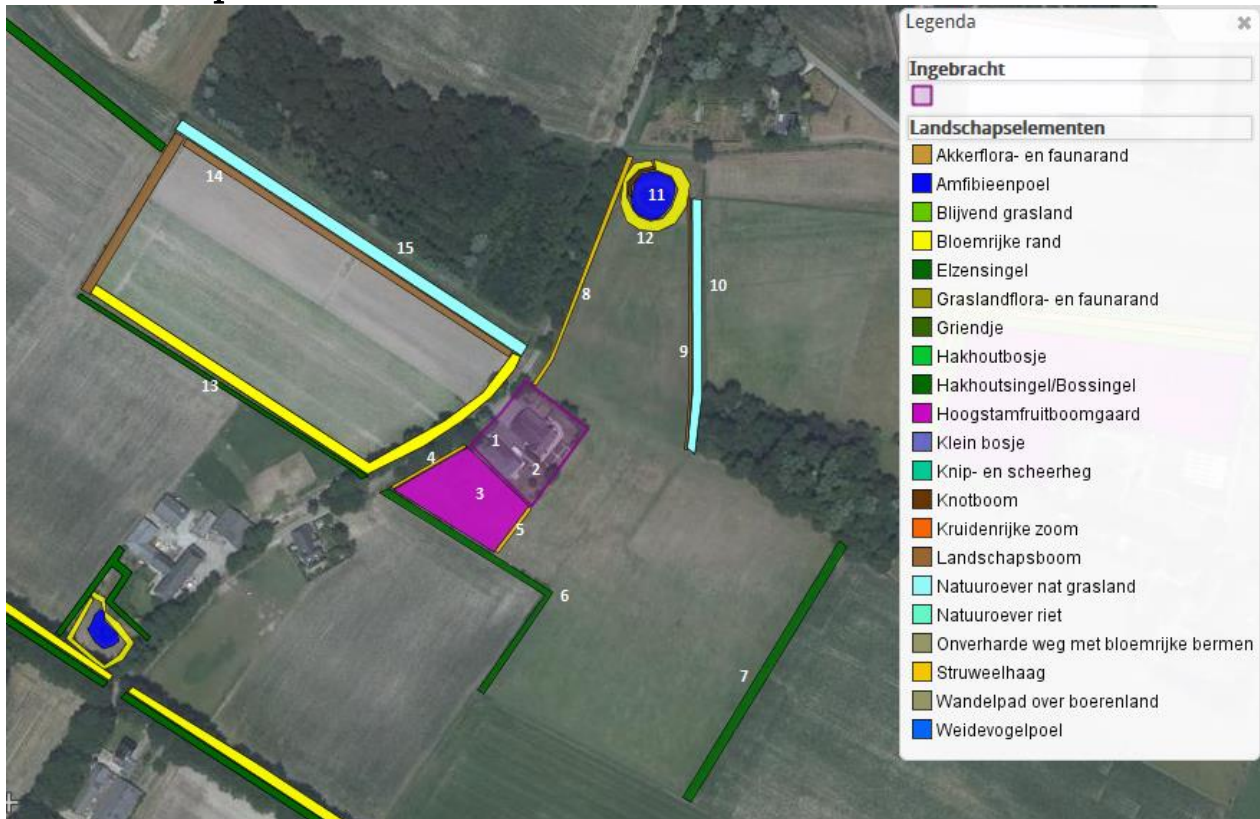 Legenda
Ingebracht
Landschapselementen
Akkerflora- en faunarand
Amfibieenpoel
Blijvend grasland
Bloemrijke rand
Elzensingel
Graslandflora- en faunarand
Griendje
Hakhoutbosje
Hakhoutsingel/Bossingel
Hoogstamfruitboomgaard
Klein bosje
Knip- en scheerheg
Knotboom
Kruidenrijke zoom
Landschapsboom
Natuuroever nat grasland
Natuuroever riet
Onverharde weg met bloemrijke bermen
Struweelhaag
Wandelpad over boerenland
Weidevogelpoel
14
11
12
15
8
10
9
13
1
4
2
3
5
6
7